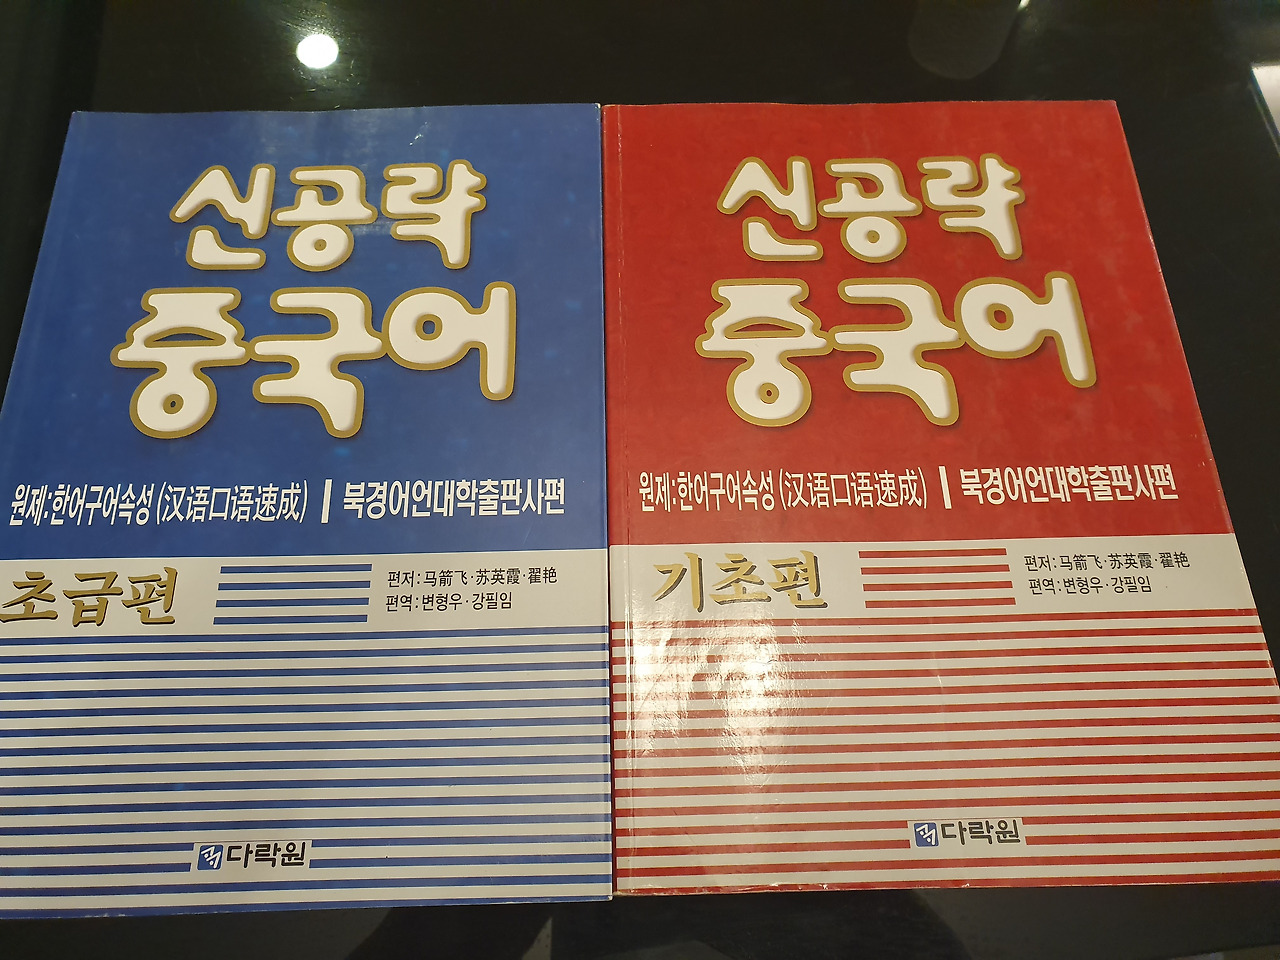 신공략
중국어
원제:한어구어속성(汉语口语速成) | 북경어언대학출판사편
초급편
편저:马箭飞·苏英霞·翟艳
편역:변형우·강필임
다락원
신공략
중국어
원제:한어구어속성(汉语口语速成) | 북경어언대학출판사편
기초편
편저:马箭飞·苏英霞·翟艳
편역:변형우·강필임
다락원